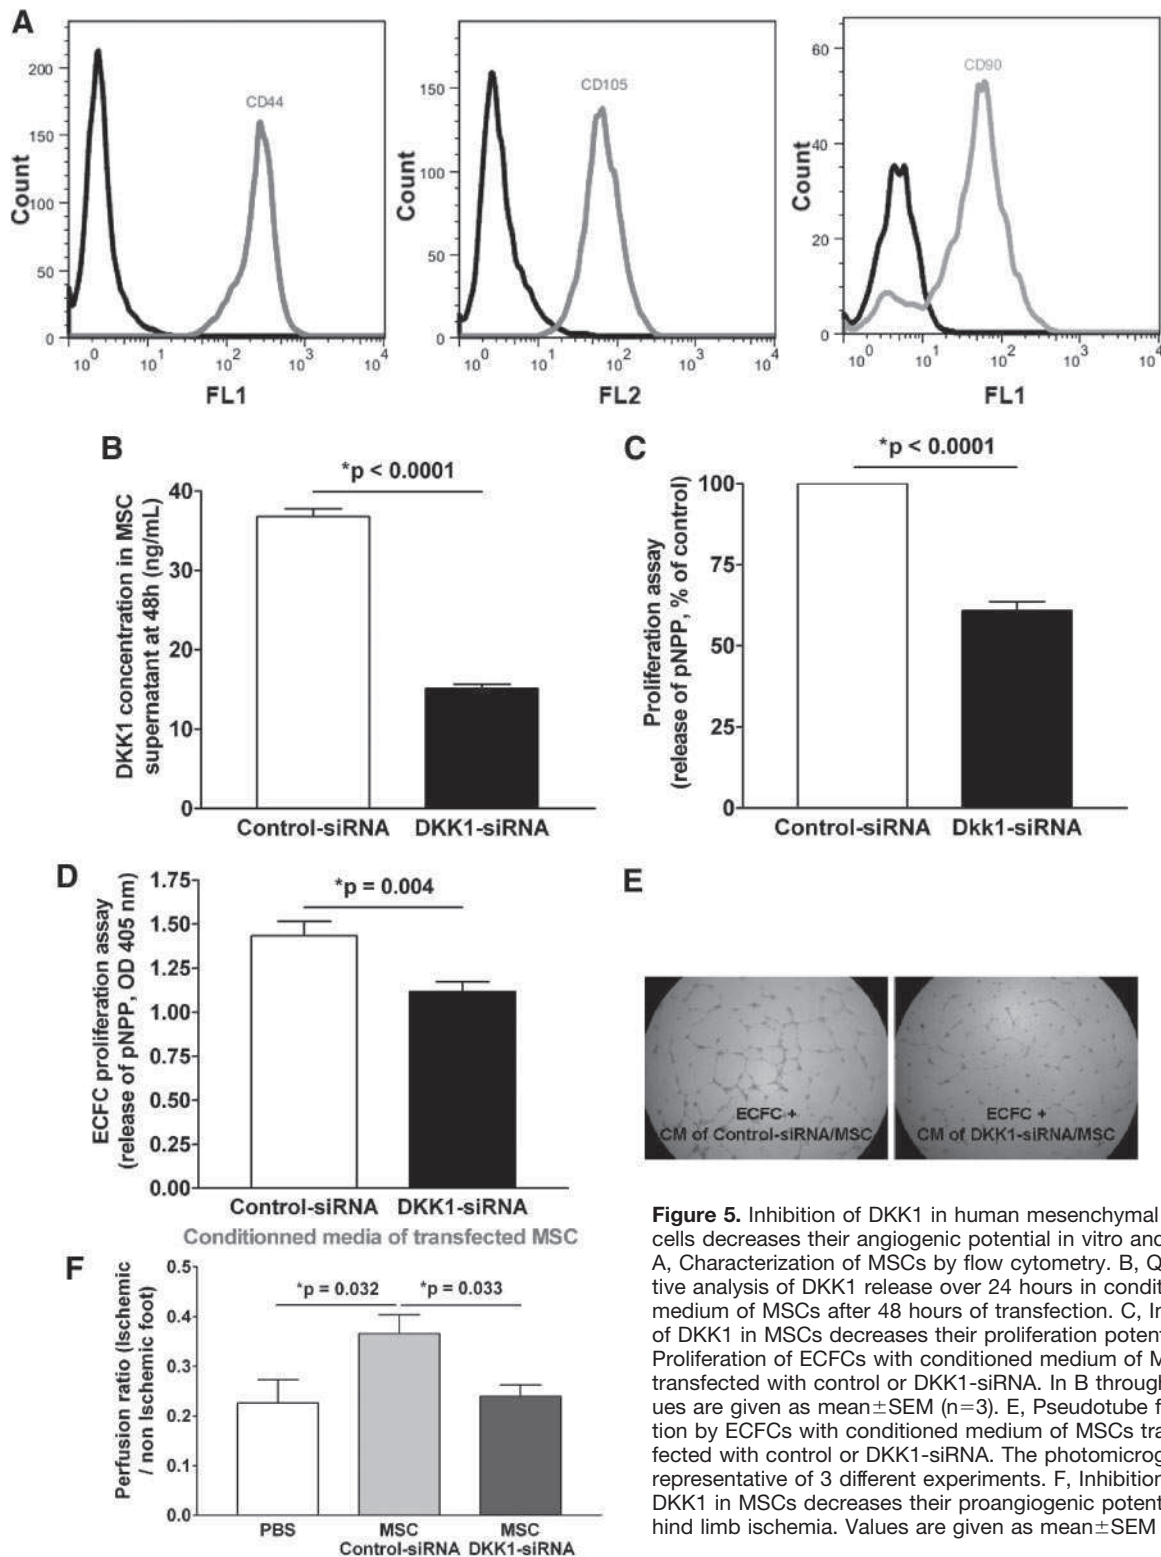 A
CD44
200
150
100
50
0
Count
10^0 10^1 10^2 10^3 10^4
FL1
CD105
150
100
50
0
Count
10^0 10^1 10^2 10^3 10^4
FL2
CD90
60
40
20
0
Count
10^0 10^1 10^2 10^3 10^4
FL1
B
*p < 0.0001
DKK1 concentration in MSC
supernatant at 48h (ng/mL)
40
30
20
10
0
Control-siRNA DKK1-siRNA
C
*p < 0.0001
Proliferation assay
(release of pNPP, % of control)
100
75
50
25
0
Control-siRNA Dkk1-siRNA
D
*p = 0.004
ECFC proliferation assay
(release of pNPP, OD 405 nm)
1.75
1.50
1.25
1.00
0.75
0.50
0.25
0.00
Control-siRNA DKK1-siRNA
Conditionned media of transfected MSC
E
ECFC +
CM of Control-siRNA/MSC
ECFC +
CM of DKK1-siRNA/MSC
F
*p = 0.032
*p = 0.033
Perfusion ratio (Ischemic
/ non Ischemic foot)
0.5
0.4
0.3
0.2
0.1
0.0
PBS
MSC
Control-siRNA
MSC
DKK1-siRNA
Figure 5. Inhibition of DKK1 in human mesenchymal
cells decreases their angiogenic potential in vitro and
A, Characterization of MSCs by flow cytometry. B, Q
tive analysis of DKK1 release over 24 hours in condit
medium of MSCs after 48 hours of transfection. C, In
of DKK1 in MSCs decreases their proliferation potent
Proliferation of ECFCs with conditioned medium of M
transfected with control or DKK1-siRNA. In B through
ues are given as mean±SEM (n=3). E, Pseudotube f
tion by ECFCs with conditioned medium of MSCs tra
fected with control or DKK1-siRNA. The photomicrog
representative of 3 different experiments. F, Inhibition
DKK1 in MSCs decreases their proangiogenic potent
hind limb ischemia. Values are given as mean±SEM